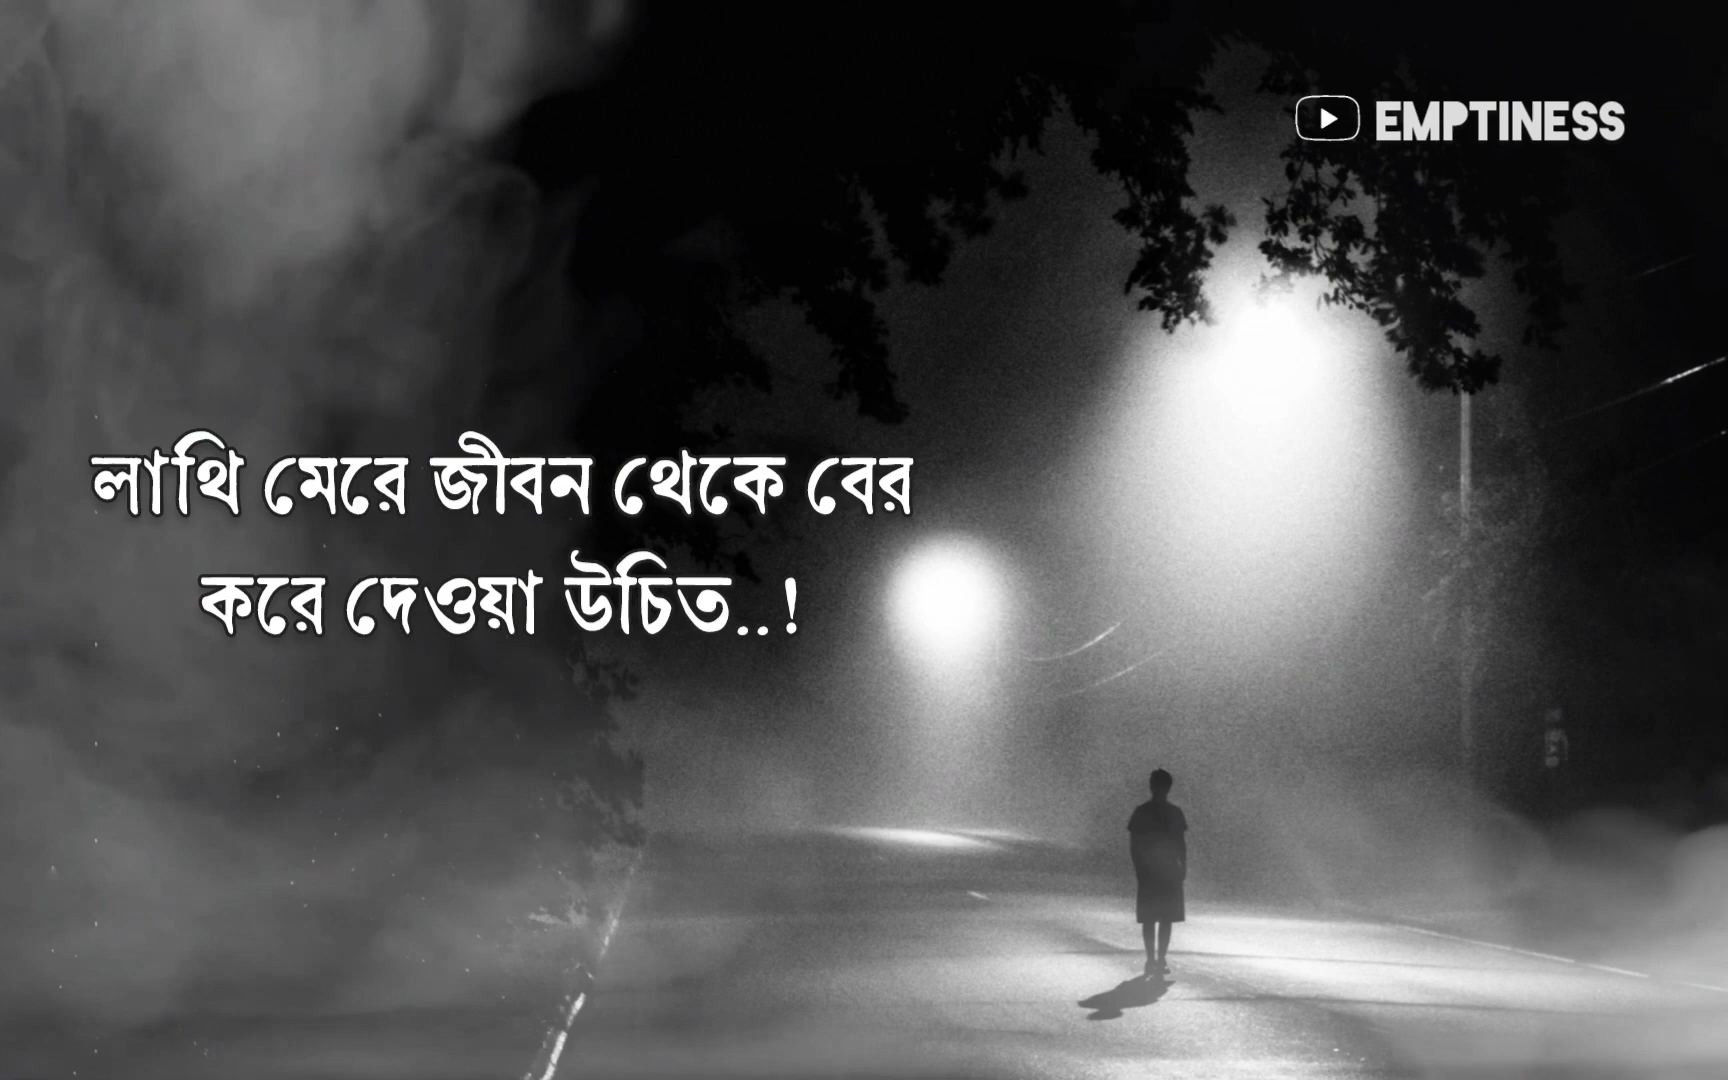 EMPTINESS
লাথি মেরে জীবন থেকে বের
করে দেওয়া উচিত..!